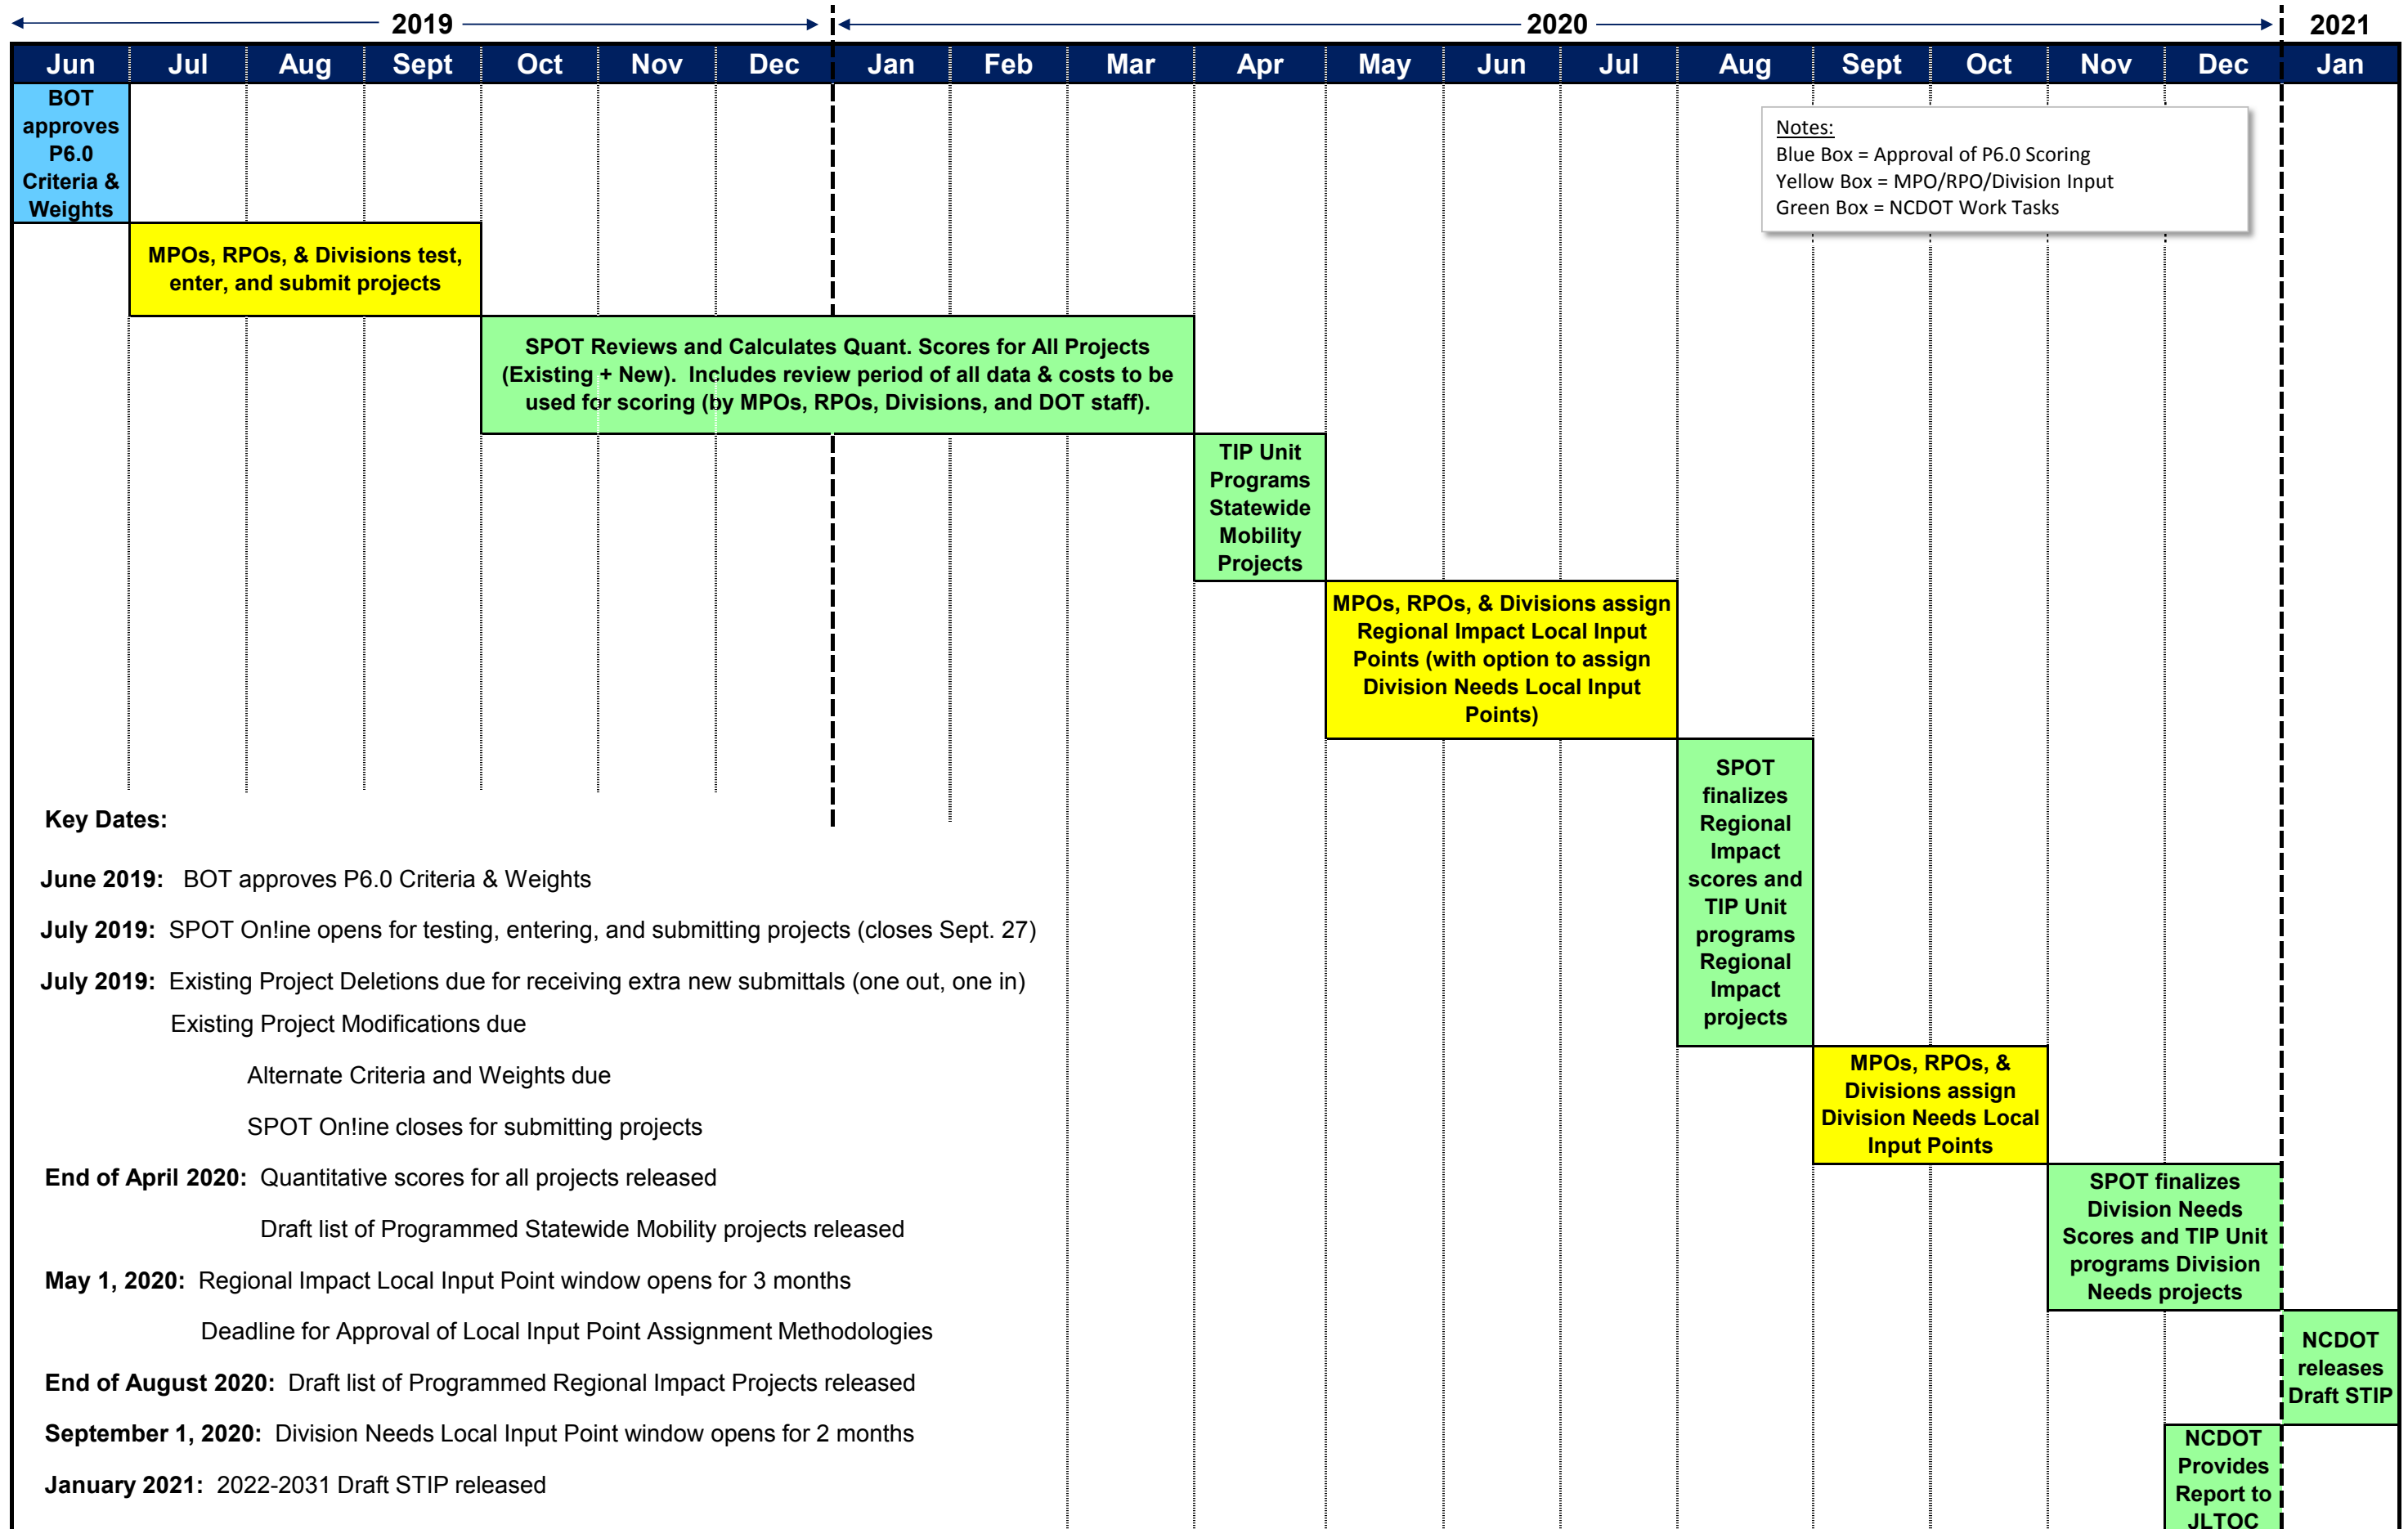 2019
2020
2021
Jun Jul Aug Sept Oct Nov Dec Jan Feb Mar Apr May Jun Jul Aug Sept Oct Nov Dec Jan
BOT
approves
P6.0
Criteria &
Weights
Notes:
Blue Box = Approval of P6.0 Scoring
Yellow Box = MPO/RPO/Division Input
Green Box = NCDOT Work Tasks
MPOs, RPOs, & Divisions test,
enter, and submit projects
SPOT Reviews and Calculates Quant. Scores for All Projects
(Existing + New).  Includes review period of all data & costs to be
used for scoring (by MPOs, RPOs, Divisions, and DOT staff).
TIP Unit
Programs
Statewide
Mobility
Projects
MPOs, RPOs, & Divisions assign
Regional Impact Local Input
Points (with option to assign
Division Needs Local Input
Points)
SPOT
finalizes
Regional
Impact
scores and
TIP Unit
programs
Regional
Impact
projects
MPOs, RPOs, &
Divisions assign
Division Needs Local
Input Points
SPOT finalizes
Division Needs
Scores and TIP Unit
programs Division
Needs projects
NCDOT
releases
Draft STIP
NCDOT
Provides
Report to
JLTOC
Key Dates:
June 2019: BOT approves P6.0 Criteria & Weights
July 2019: SPOT On!ine opens for testing, entering, and submitting projects (closes Sept. 27)
July 2019: Existing Project Deletions due for receiving extra new submittals (one out, one in)
Existing Project Modifications due
Alternate Criteria and Weights due
SPOT On!ine closes for submitting projects
End of April 2020: Quantitative scores for all projects released
Draft list of Programmed Statewide Mobility projects released
May 1, 2020: Regional Impact Local Input Point window opens for 3 months
Deadline for Approval of Local Input Point Assignment Methodologies
End of August 2020: Draft list of Programmed Regional Impact Projects released
September 1, 2020: Division Needs Local Input Point window opens for 2 months
January 2021: 2022-2031 Draft STIP released